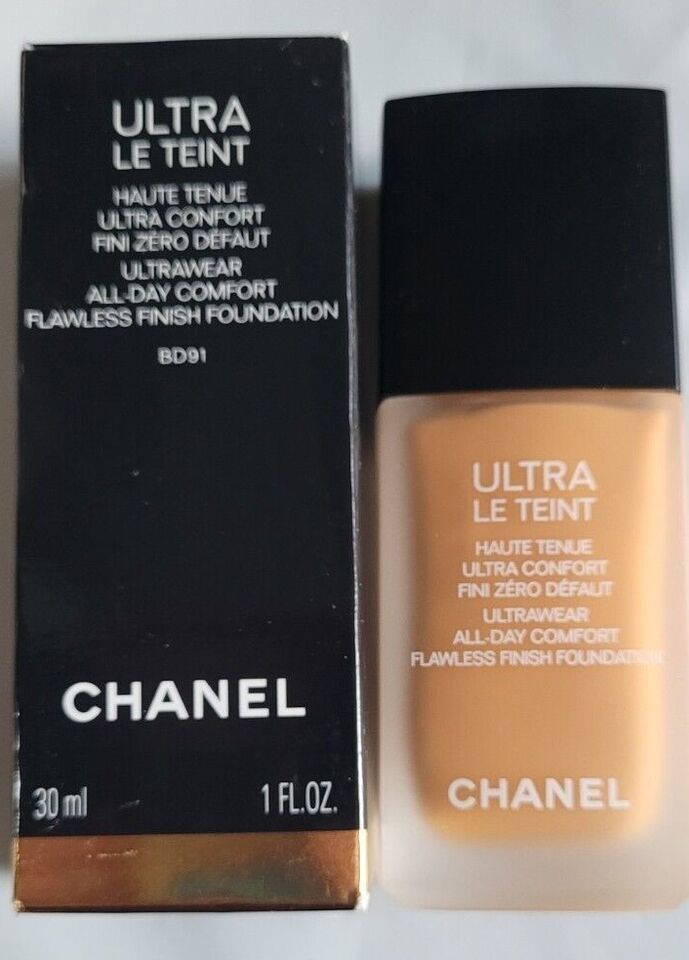 ULTRA
LE TEINT
HAUTE TENUE
ULTRA CONFORT
FINI ZÉRO DÉFAUT
ULTRAWEAR
ALL-DAY COMFORT
FLAWLESS FINISH FOUNDATION
BD91
CHANEL
30 ml 1 FL.OZ.
ULTRA
LE TEINT
HAUTE TENUE
ULTRA CONFORT
FINI ZÉRO DÉFAUT
ULTRAWEAR
ALL-DAY COMFORT
FLAWLESS FINISH FOUNDATION
CHANEL